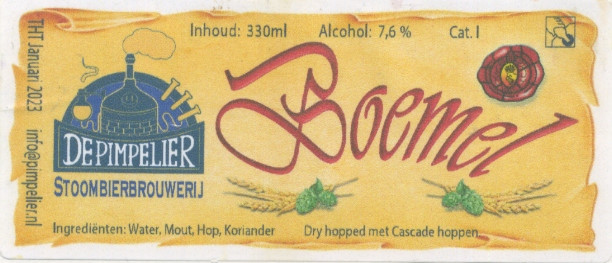 Inhoud: 330ml Alcohol: 7,6 % Cat. I
THT Januari 2023 info@pimpelier.nl
Boemel
DE PIMPELIER
STOOMBIERBROUWERIJ
Ingrediënten: Water, Mout, Hop, Koriander Dry hopped met Cascade hoppen